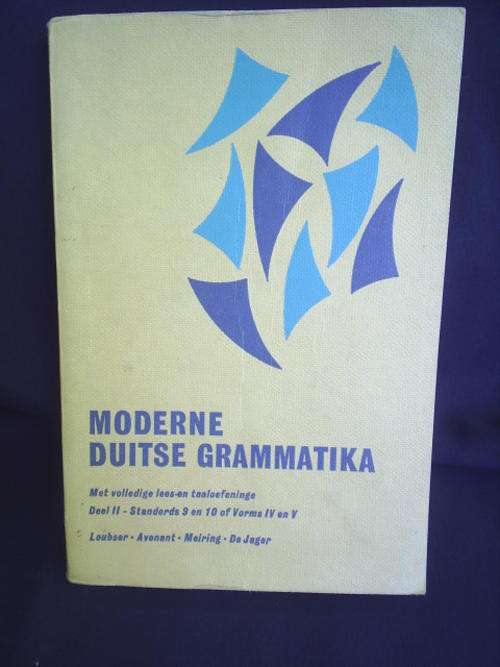 MODERNE
DUITSE GRAMMATIKA
Met volledige lees-en taaloefeninge
Deel II - Standerds 9 en 10 of Vorms IV en V
Loubser · Avenant · Meiring · De Jager